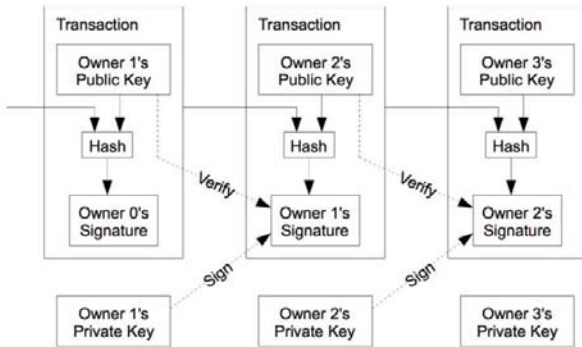 Transaction
Owner 1's
Public Key
Hash
Owner 0's
Signature
Transaction
Owner 2's
Public Key
Hash
Verify
Owner 1's
Signature
Sign
Transaction
Owner 3's
Public Key
Hash
Verify
Owner 2's
Signature
Sign
Owner 1's
Private Key
Owner 2's
Private Key
Owner 3's
Private Key